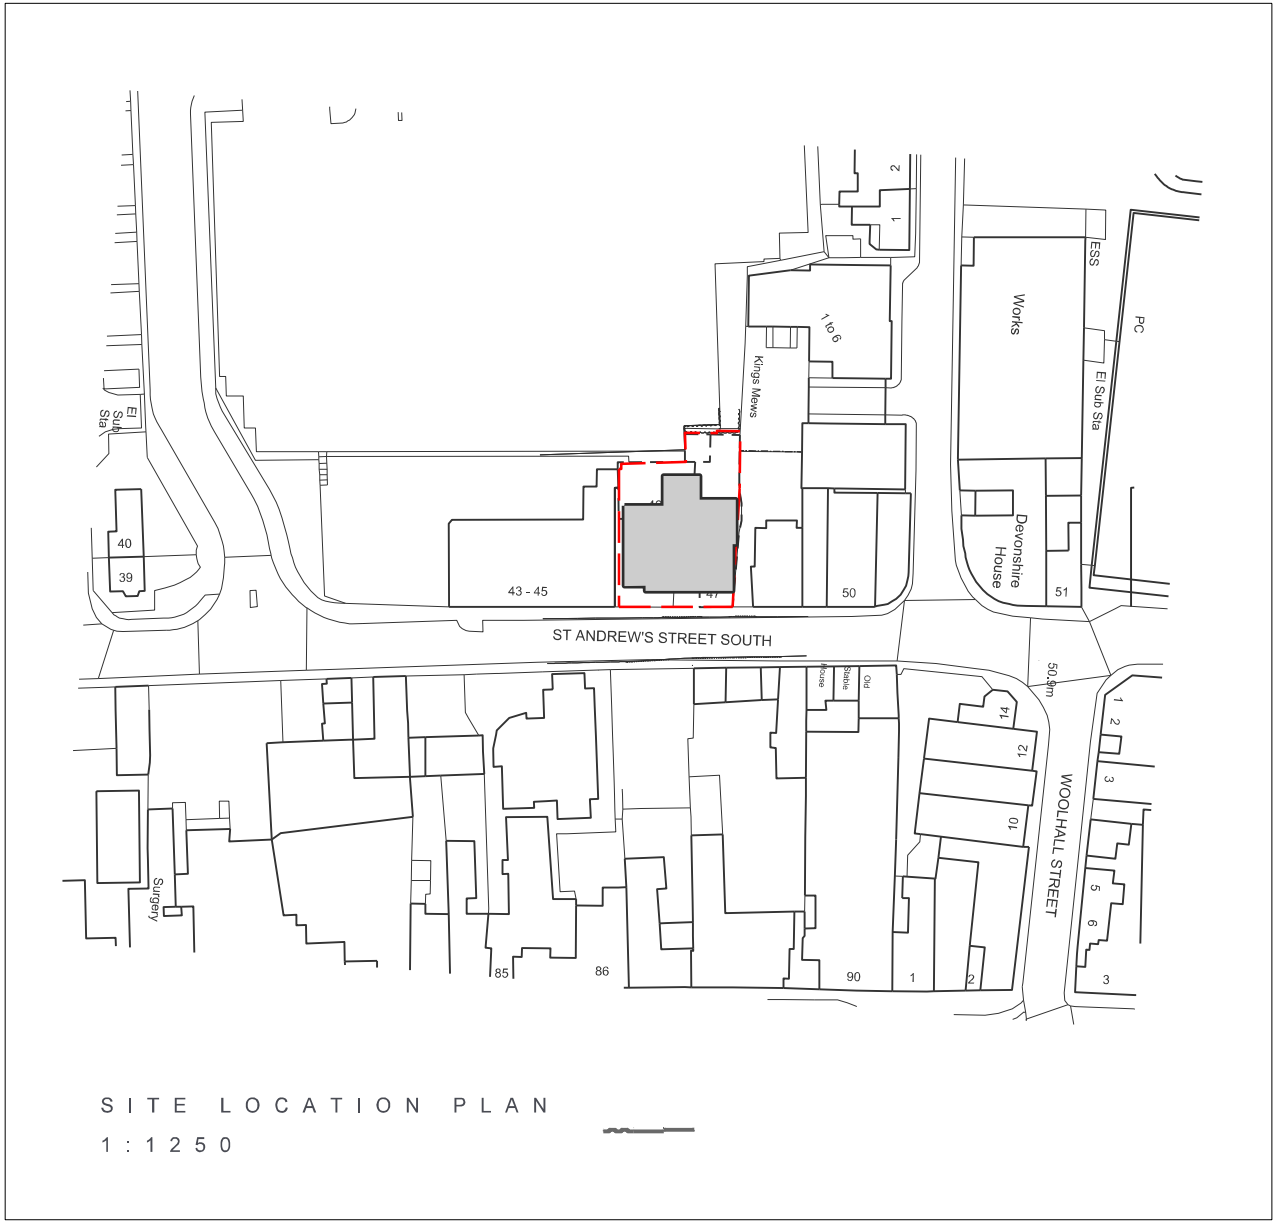 2
1
ESS
Works
PC
1 to 6
Kings Mews
El Sub Sta
El
Sub
Sta
40
39
43 - 45
47
50
Devonshire
House
51
ST ANDREW'S STREET SOUTH
50.9m
House
Stable
Old
14
12
10
1
2
3
5
6
3
WOOLHALL STREET
Surgery
85
86
90
1
2
SITE LOCATION PLAN
1:1250